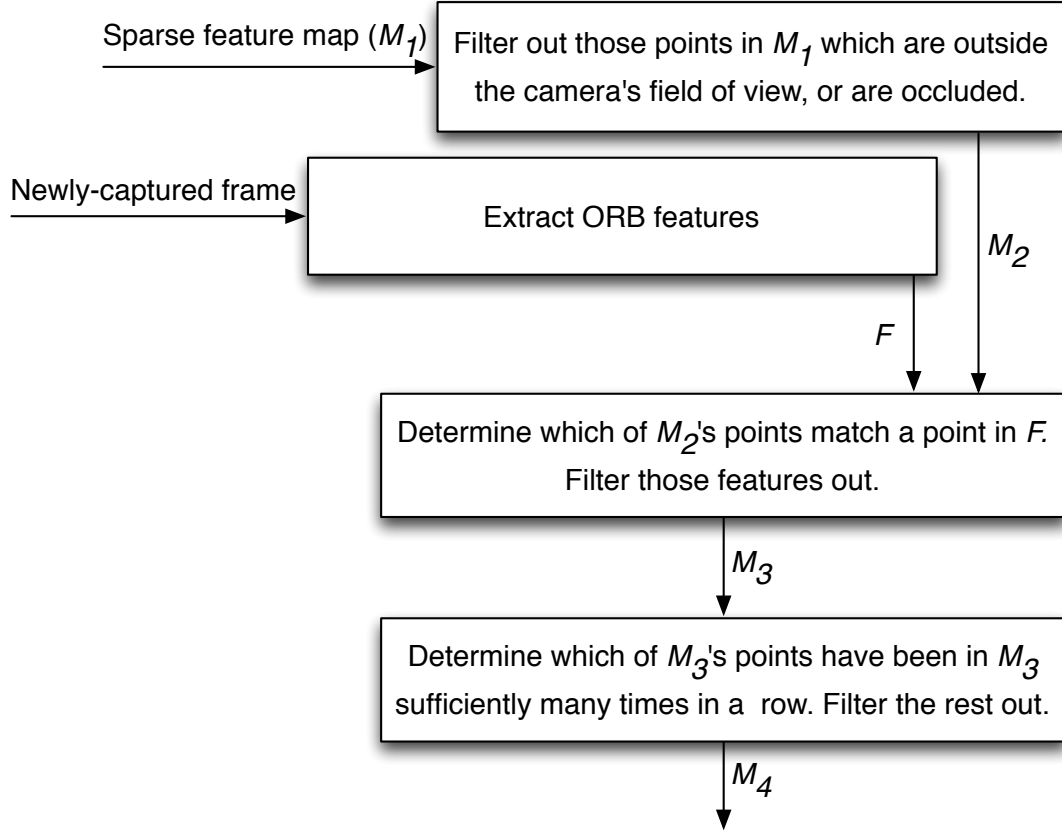 Sparse feature map (M1)
Filter out those points in M1 which are outside
the camera's field of view, or are occluded.
Newly-captured frame
Extract ORB features
M2
F
Determine which of M2's points match a point in F.
Filter those features out.
M3
Determine which of M3's points have been in M3
sufficiently many times in a row. Filter the rest out.
M4